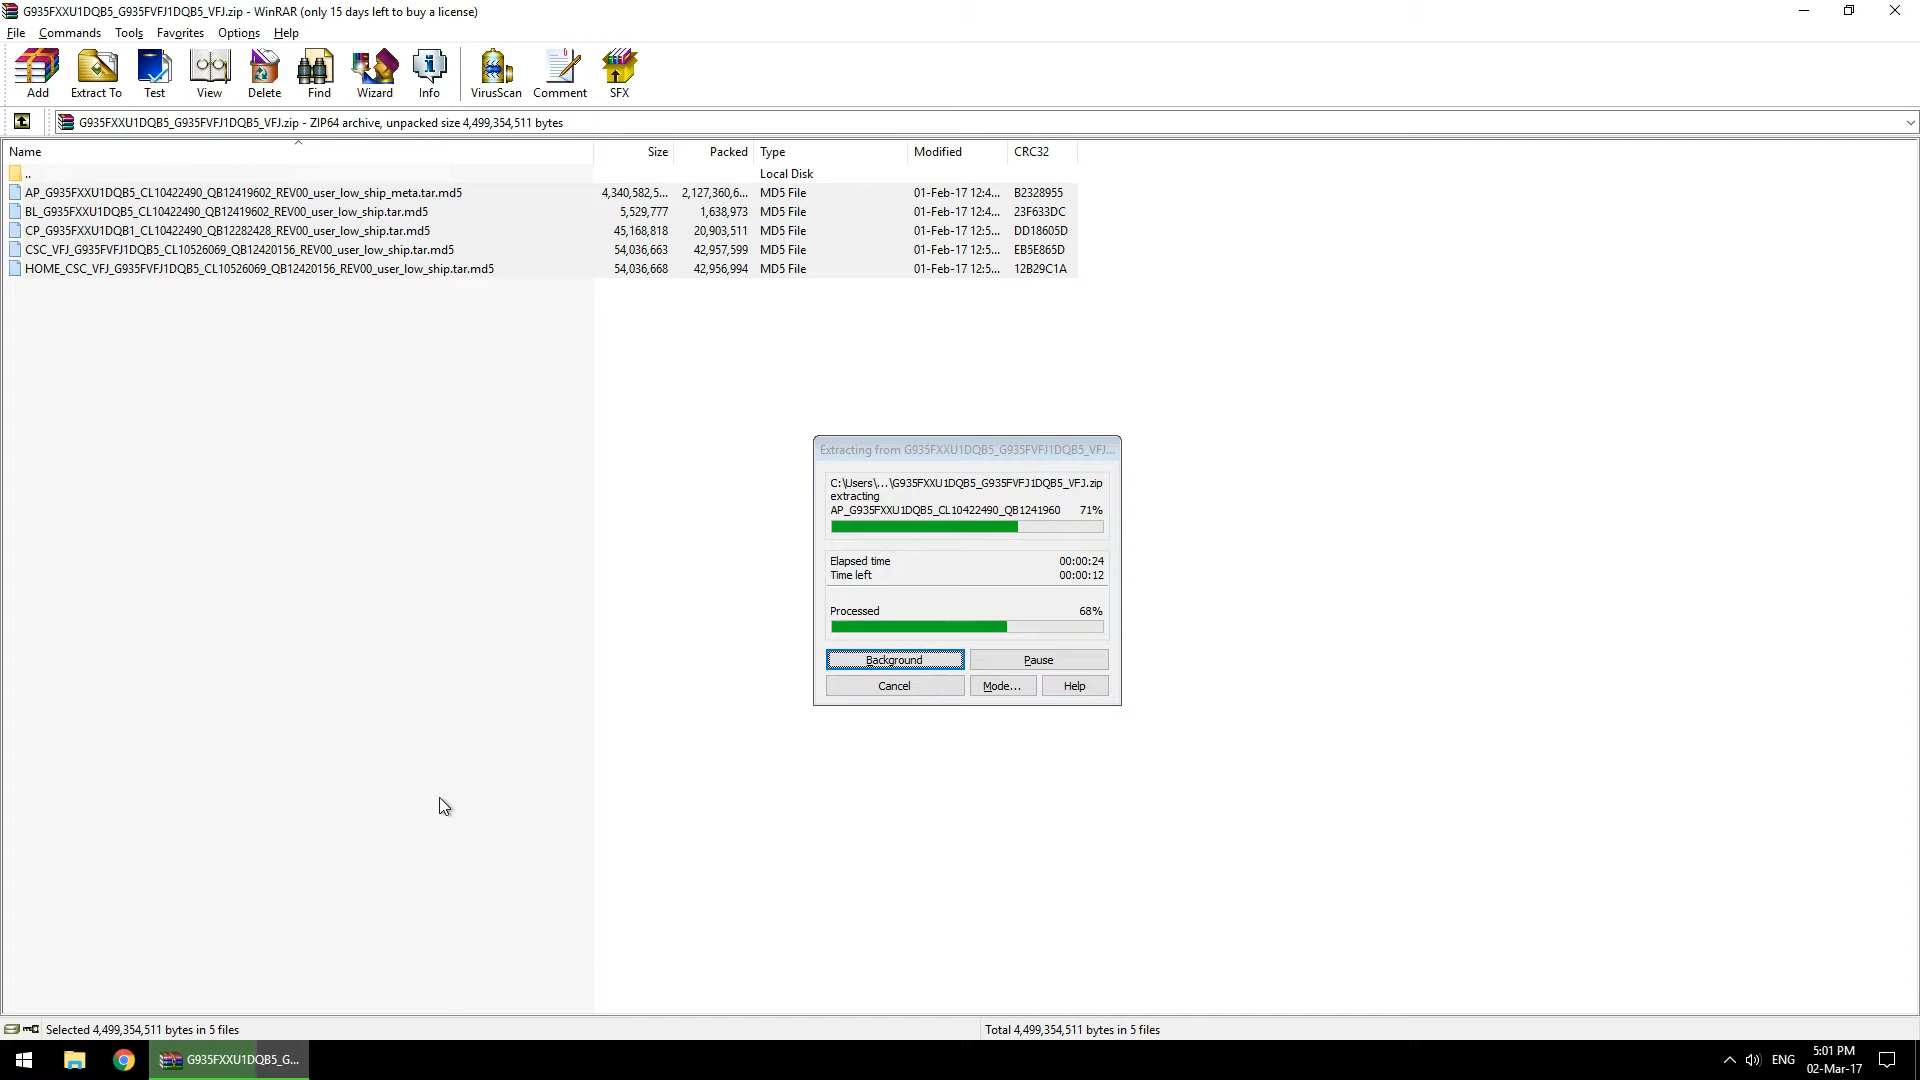 G935FXXU1DQB5_G935FVFJ1DQB5_VFJ.zip - WinRAR (only 15 days left to buy a license)
File Commands Tools Favorites Options Help
Add Extract To Test View Delete Find Wizard Info VirusScan Comment SFX
G935FXXU1DQB5_G935FVFJ1DQB5_VFJ.zip - ZIP64 archive, unpacked size 4,499,354,511 bytes
Name Size Packed Type Modified CRC32
.. Local Disk
AP_G935FXXU1DQB5_CL10422490_QB12419602_REV00_user_low_ship_meta.tar.md5 4,340,582,5... 2,127,360,6... MD5 File 01-Feb-17 12:4... B2328955
BL_G935FXXU1DQB5_CL10422490_QB12419602_REV00_user_low_ship.tar.md5 5,529,777 1,638,973 MD5 File 01-Feb-17 12:4... 23F633DC
CP_G935FXXU1DQB1_CL10422490_QB12282428_REV00_user_low_ship.tar.md5 45,168,818 20,903,511 MD5 File 01-Feb-17 12:5... DD18605D
CSC_VFJ_G935FVFJ1DQB5_CL10526069_QB12420156_REV00_user_low_ship.tar.md5 54,036,663 42,957,599 MD5 File 01-Feb-17 12:5... EB5E865D
HOME_CSC_VFJ_G935FVFJ1DQB5_CL10526069_QB12420156_REV00_user_low_ship.tar.md5 54,036,668 42,956,994 MD5 File 01-Feb-17 12:5... 12B29C1A
Extracting from G935FXXU1DQB5_G935FVFJ1DQB5_VFJ...
C:\Users\...\G935FXXU1DQB5_G935FVFJ1DQB5_VFJ.zip
extracting
AP_G935FXXU1DQB5_CL10422490_QB1241960 71%
Elapsed time 00:00:24
Time left 00:00:12
Processed 68%
Background Pause
Cancel Mode... Help
Selected 4,499,354,511 bytes in 5 files Total 4,499,354,511 bytes in 5 files
G935FXXU1DQB5_G... ENG 5:01 PM
02-Mar-17